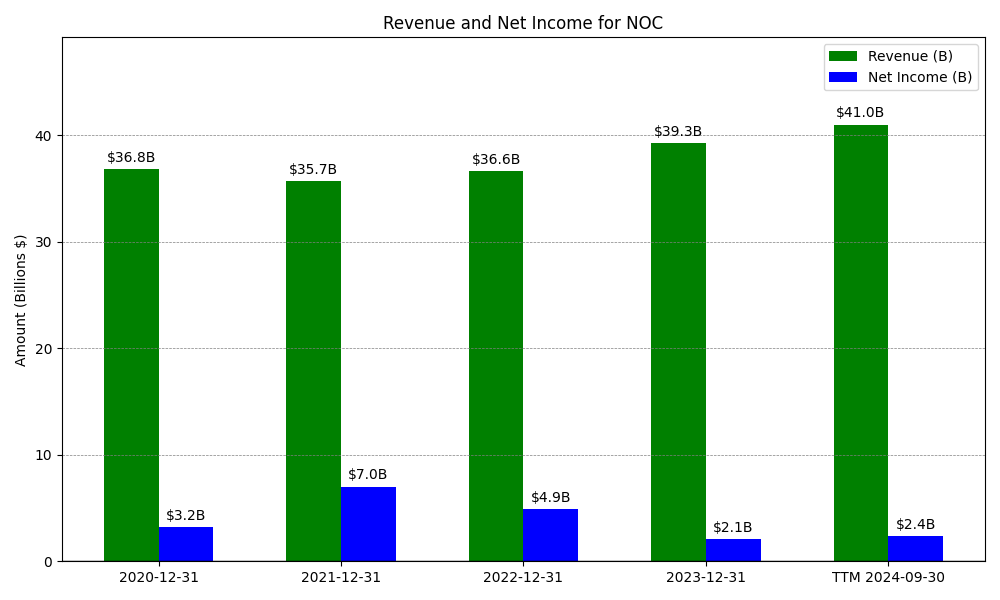 Revenue and Net Income for NOC
Revenue (B)
Net Income (B)
Amount (Billions $)
40
30
20
10
0
$36.8B
$3.2B
$35.7B
$7.0B
$36.6B
$4.9B
$39.3B
$2.1B
$41.0B
$2.4B
2020-12-31
2021-12-31
2022-12-31
2023-12-31
TTM 2024-09-30